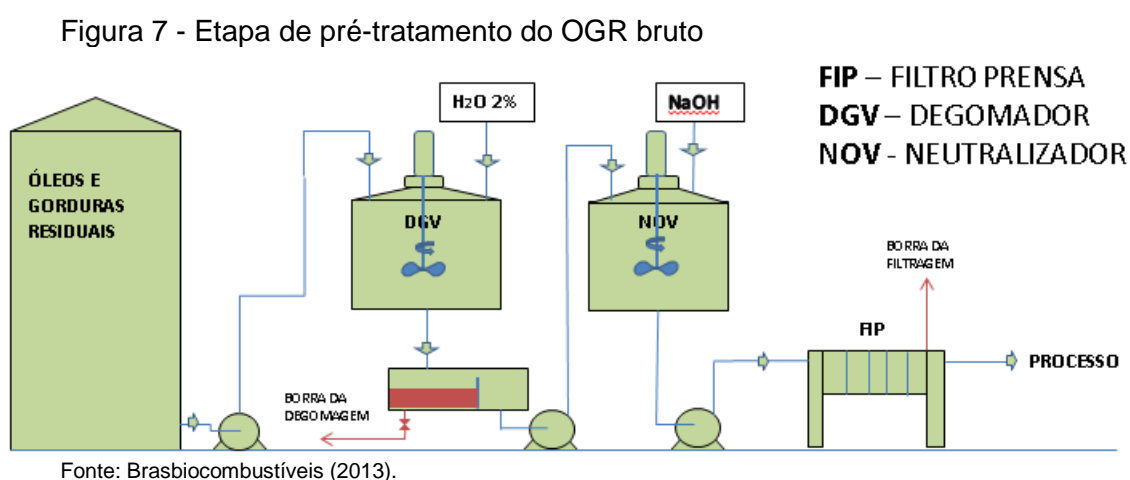 Figura 7 - Etapa de pré-tratamento do OGR bruto
FIP – FILTRO PRENSA
DGV – DEGOMADOR
NOV - NEUTRALIZADOR
H2O 2%
NaOH
ÓLEOS E
GORDURAS
RESIDUAIS
DGV
NOV
BORRA DA
FILTRAGEM
FIP
PROCESSO
BORRA DA
DEGOMAGEM
Fonte: Brasbiocombustíveis (2013).